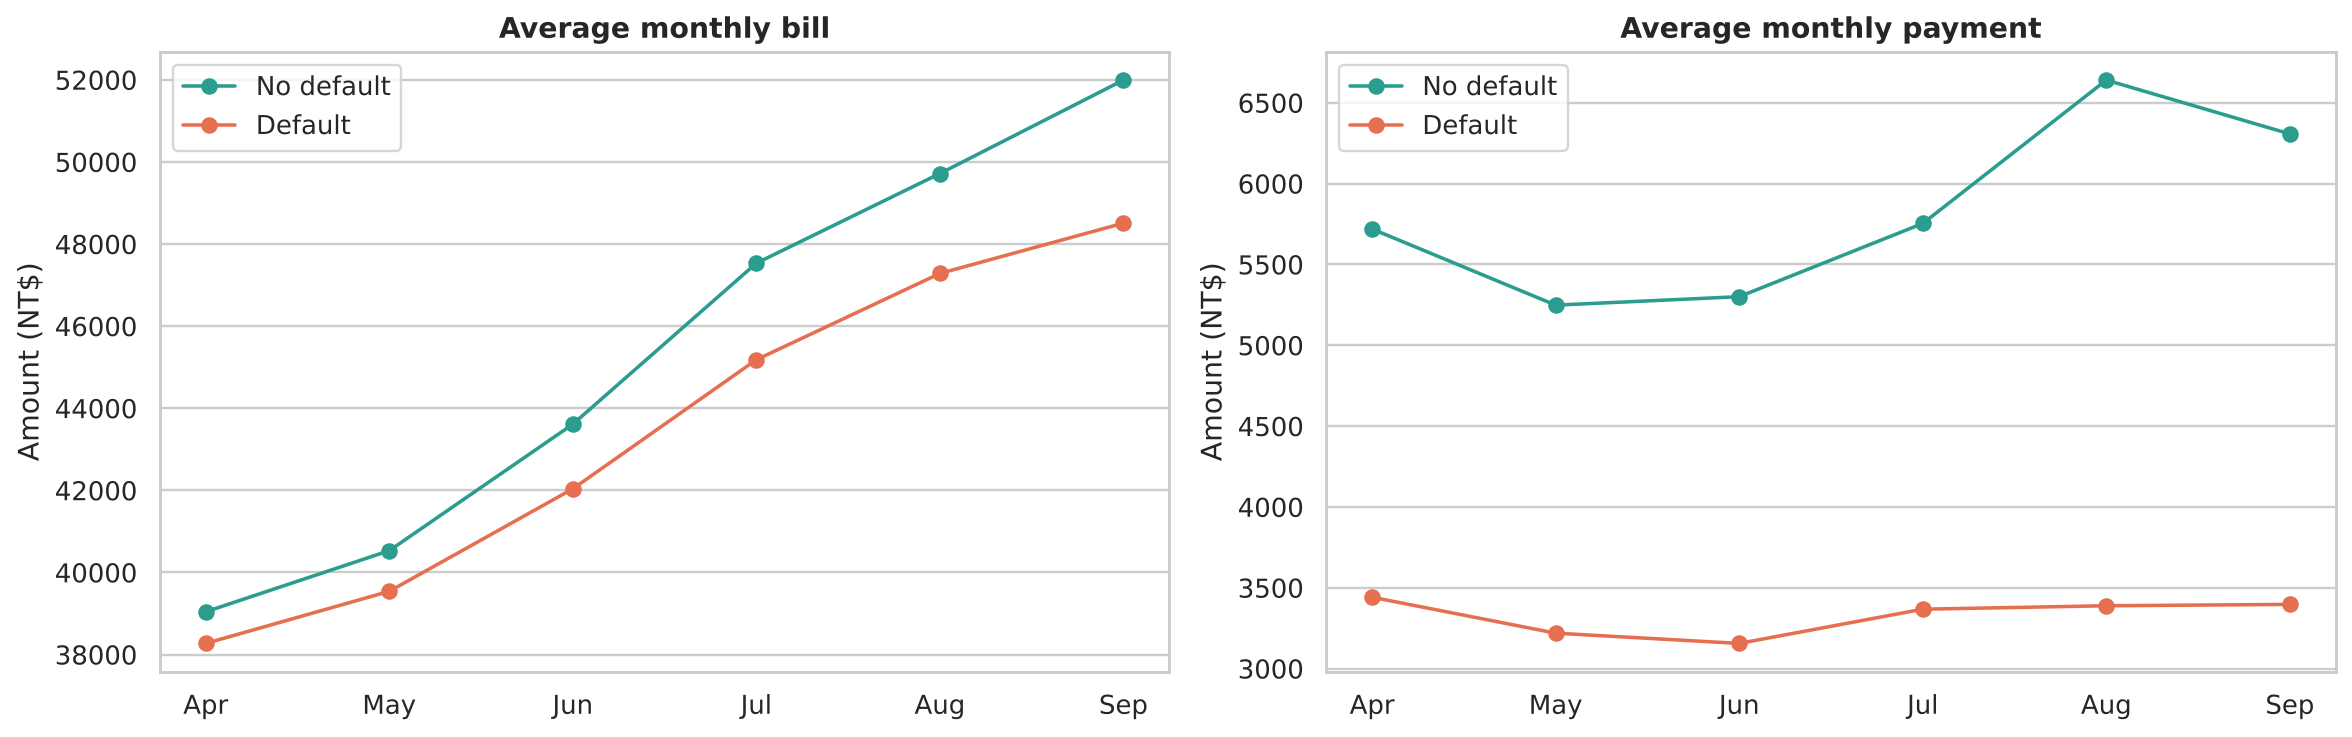 Average monthly bill
No default
Default
Amount (NT$)
52000
50000
48000
46000
44000
42000
40000
38000
Apr May Jun Jul Aug Sep
Average monthly payment
No default
Default
Amount (NT$)
6500
6000
5500
5000
4500
4000
3500
3000
Apr May Jun Jul Aug Sep